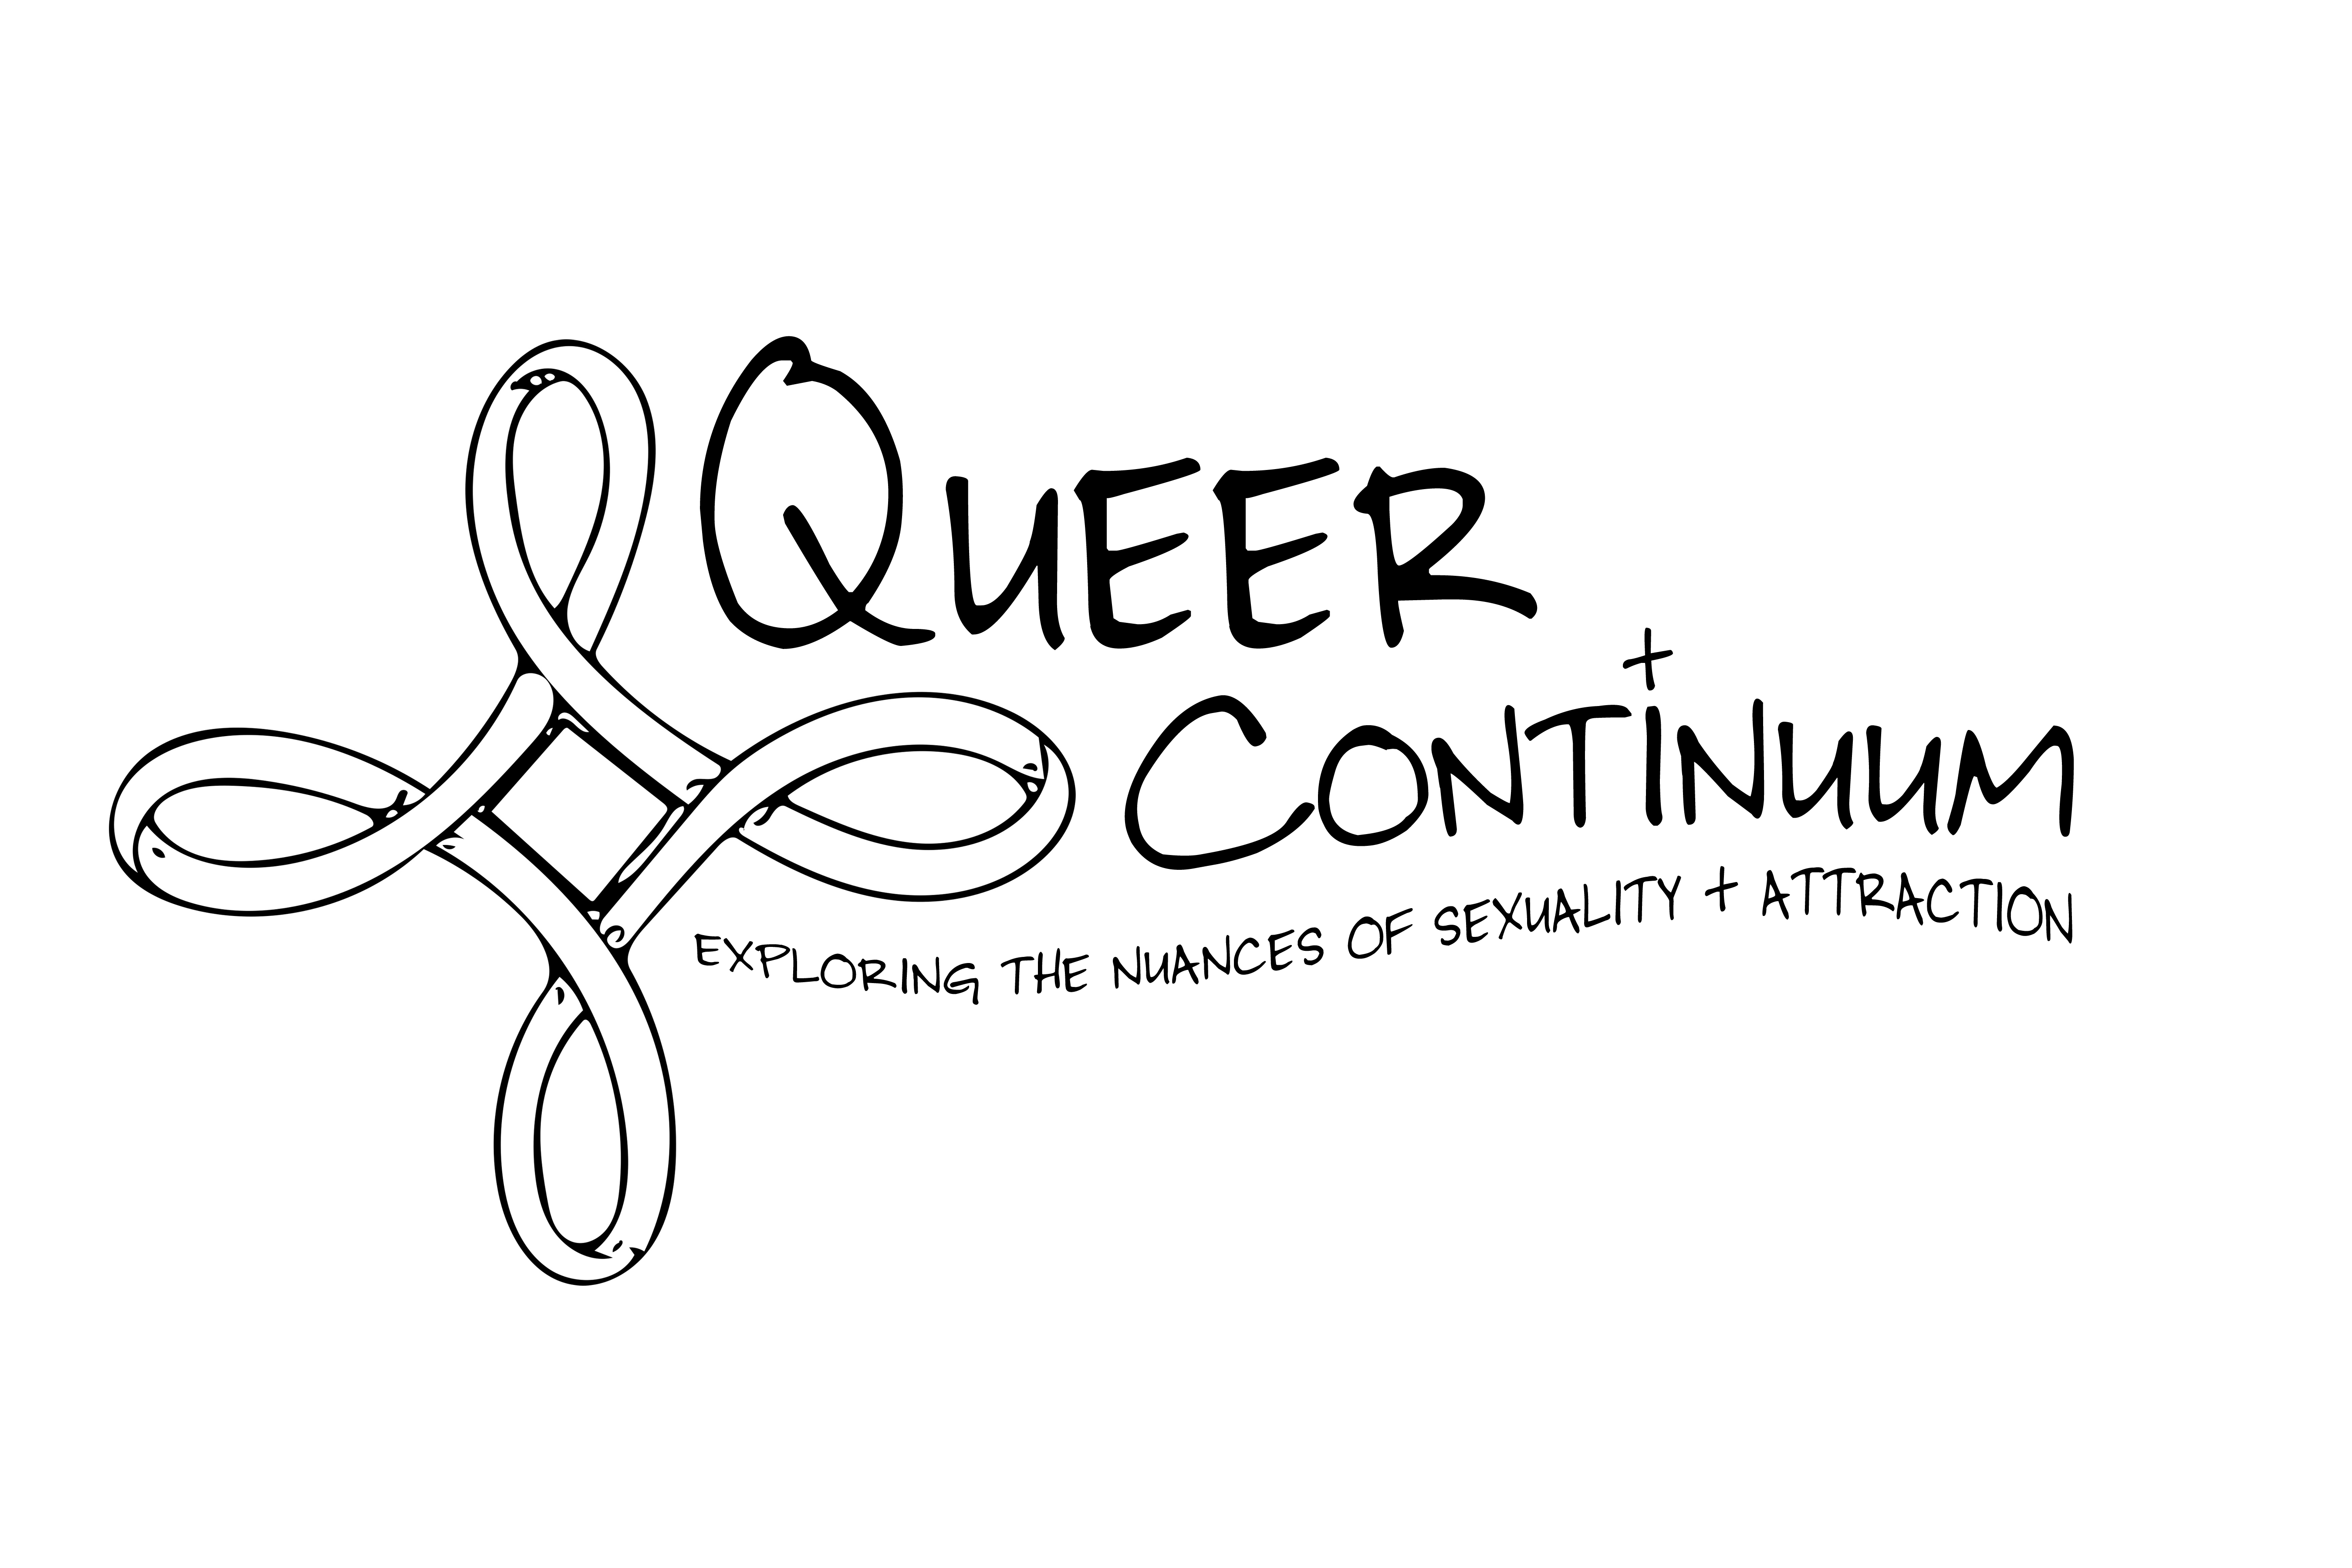 QUEER
CONTINUUM
EXPLORING THE NUANCES OF SEXUALITY + ATTRACTION